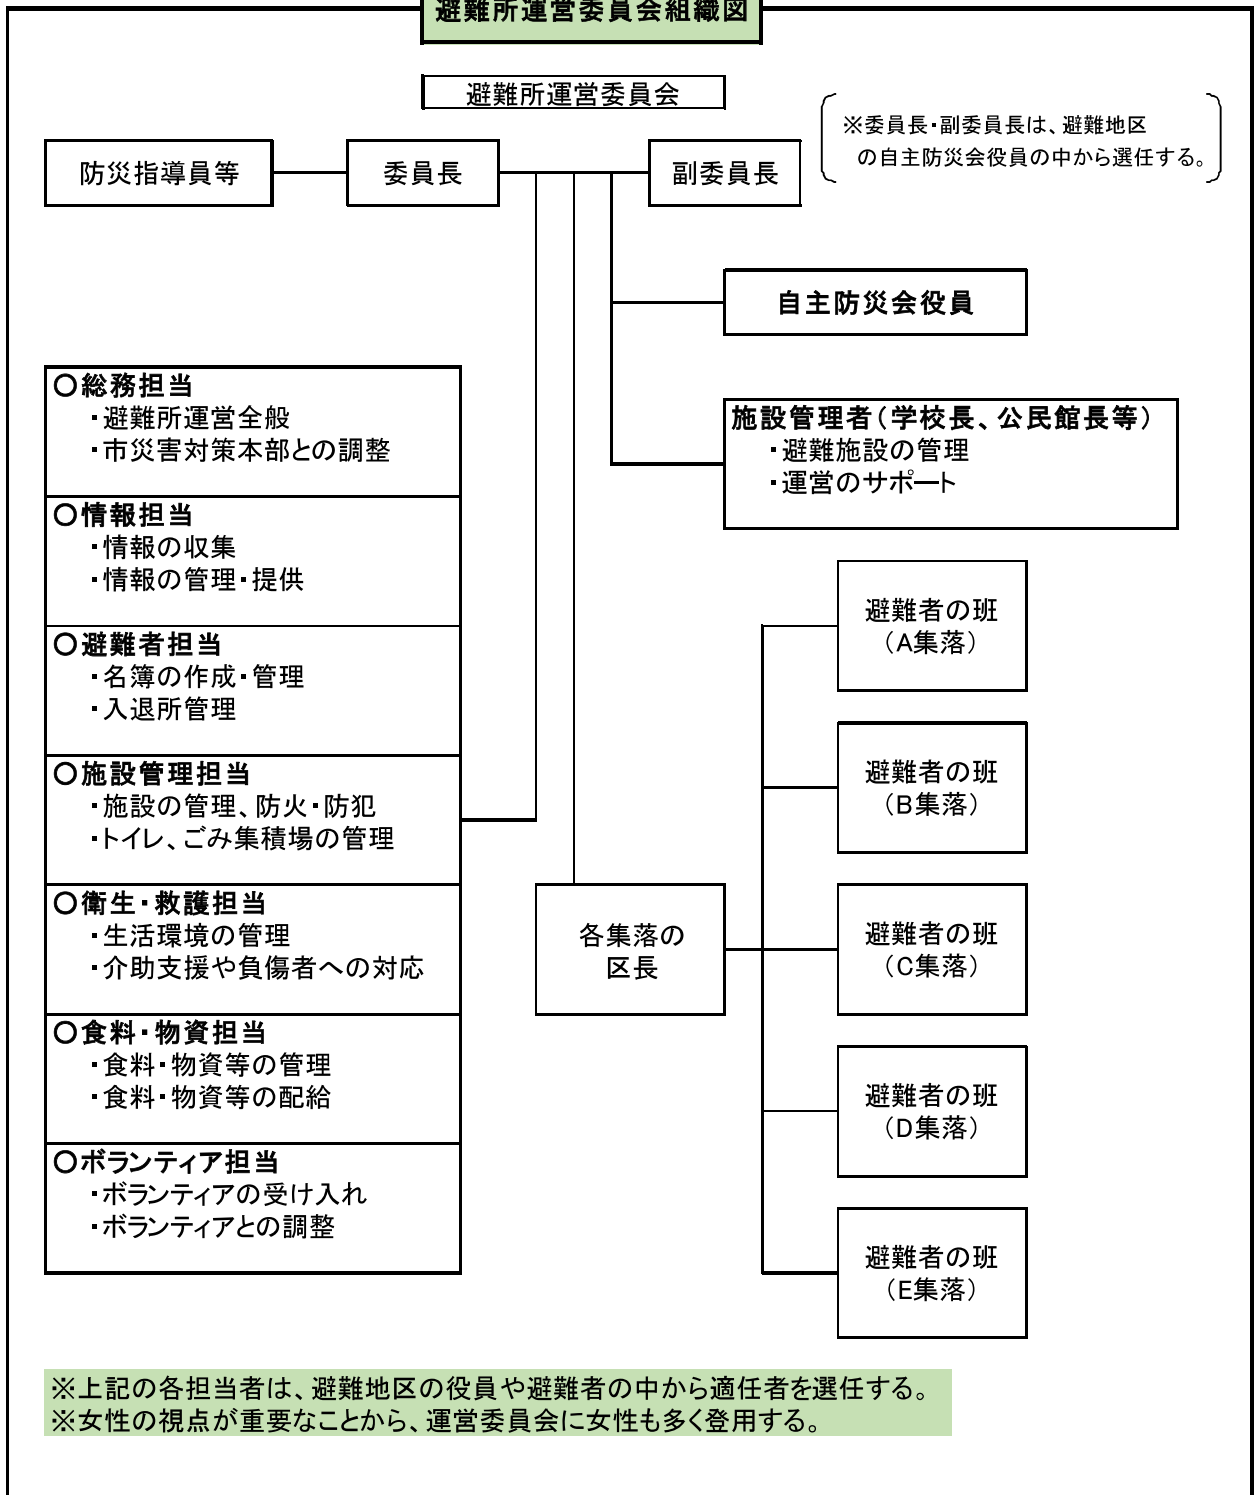 避難所運営委員会組織図
避難所運営委員会
※委員長・副委員長は、避難地区
の自主防災会役員の中から選任する。
防災指導員等
委員長
副委員長
自主防災会役員
○総務担当
・避難所運営全般
・市災害対策本部との調整
○情報担当
・情報の収集
・情報の管理・提供
○避難者担当
・名簿の作成・管理
・入退所管理
○施設管理担当
・施設の管理、防火・防犯
・トイレ、ごみ集積場の管理
○衛生・救護担当
・生活環境の管理
・介助支援や負傷者への対応
○食料・物資担当
・食料・物資等の管理
・食料・物資等の配給
○ボランティア担当
・ボランティアの受け入れ
・ボランティアとの調整
施設管理者(学校長、公民館長等)
・避難施設の管理
・運営のサポート
各集落の
区長
避難者の班
(A集落)
避難者の班
(B集落)
避難者の班
(C集落)
避難者の班
(D集落)
避難者の班
(E集落)
※上記の各担当者は、避難地区の役員や避難者の中から適任者を選任する。
※女性の視点が重要なことから、運営委員会に女性も多く登用する。